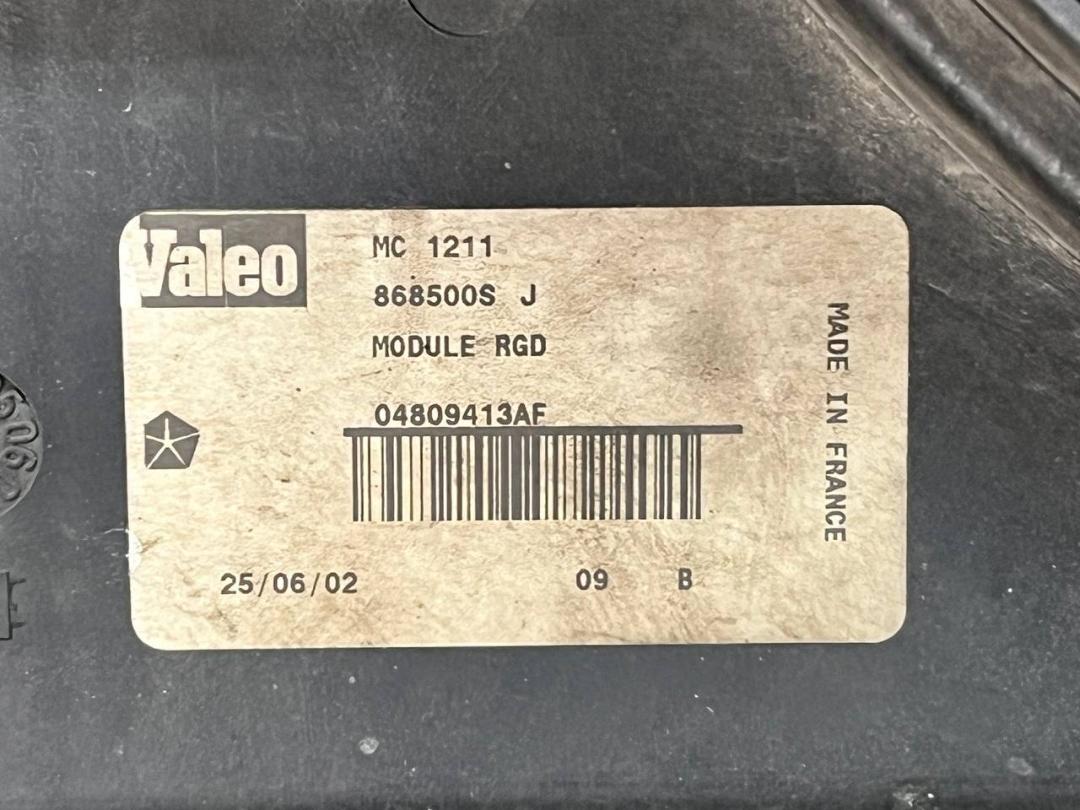 Valeo
MC 1211
868500S J
MODULE RGD
04809413AF
25/06/02 09 B
MADE IN FRANCE